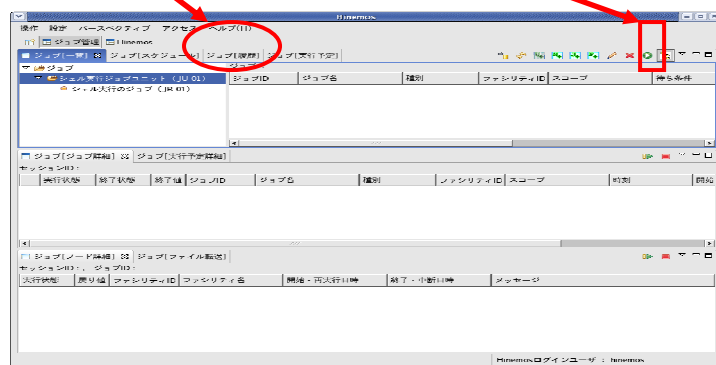 Hinemos
操作 設定 パースペクティブ アクセス ヘルプ(H)
ジョブ管理 Hinemos
ジョブ[一覧] ジョブ[スケジュール] ジョブ[履歴] ジョブ[実行予定]
ジョブ
シェル実行ジョブユニット (JU-01)
シェル実行のジョブ (JB-01)
ジョブID ジョブ名 種別 ファシリティID スコープ 待ち条件
ジョブ[ジョブ詳細] ジョブ[実行予定詳細]
セッションID:
実行状態 終了状態 終了値 ジョブID ジョブ名 種別 ファシリティID スコープ 時刻 開始
ジョブ[ノード詳細] ジョブ[ファイル転送]
セッションID:, ジョブID:
実行状態 戻り値 ファシリティID ファシリティ名 開始・再実行日時 終了・中断日時 メッセージ
Hinemosログインユーザ : hinemos